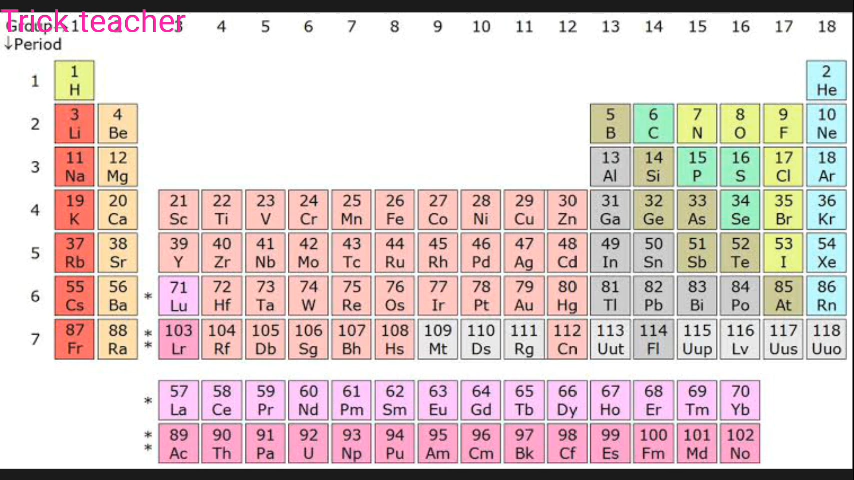 Trick teacher
Group→ 1 2 3 4 5 6 7 8 9 10 11 12 13 14 15 16 17 18
↓Period
1 2
1 H He
3 4 5 6 7 8 9 10
2 Li Be B C N O F Ne
11 12 13 14 15 16 17 18
3 Na Mg Al Si P S Cl Ar
19 20 21 22 23 24 25 26 27 28 29 30 31 32 33 34 35 36
4 K Ca Sc Ti V Cr Mn Fe Co Ni Cu Zn Ga Ge As Se Br Kr
37 38 39 40 41 42 43 44 45 46 47 48 49 50 51 52 53 54
5 Rb Sr Y Zr Nb Mo Tc Ru Rh Pd Ag Cd In Sn Sb Te I Xe
55 56 71 72 73 74 75 76 77 78 79 80 81 82 83 84 85 86
6 Cs Ba * Lu Hf Ta W Re Os Ir Pt Au Hg Tl Pb Bi Po At Rn
87 88 103 104 105 106 107 108 109 110 111 112 113 114 115 116 117 118
7 Fr Ra ** Lr Rf Db Sg Bh Hs Mt Ds Rg Cn Uut Fl Uup Lv Uus Uuo
57 58 59 60 61 62 63 64 65 66 67 68 69 70
* La Ce Pr Nd Pm Sm Eu Gd Tb Dy Ho Er Tm Yb
89 90 91 92 93 94 95 96 97 98 99 100 101 102
** Ac Th Pa U Np Pu Am Cm Bk Cf Es Fm Md No